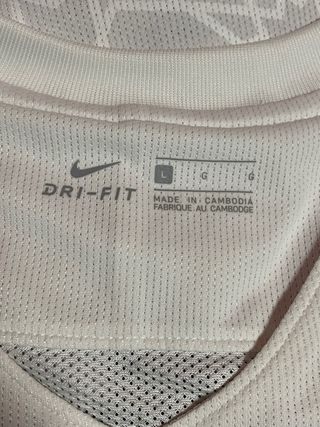 DRI-FIT
L G G
MADE IN CAMBODIA
FABRIQUE AU CAMBODGE